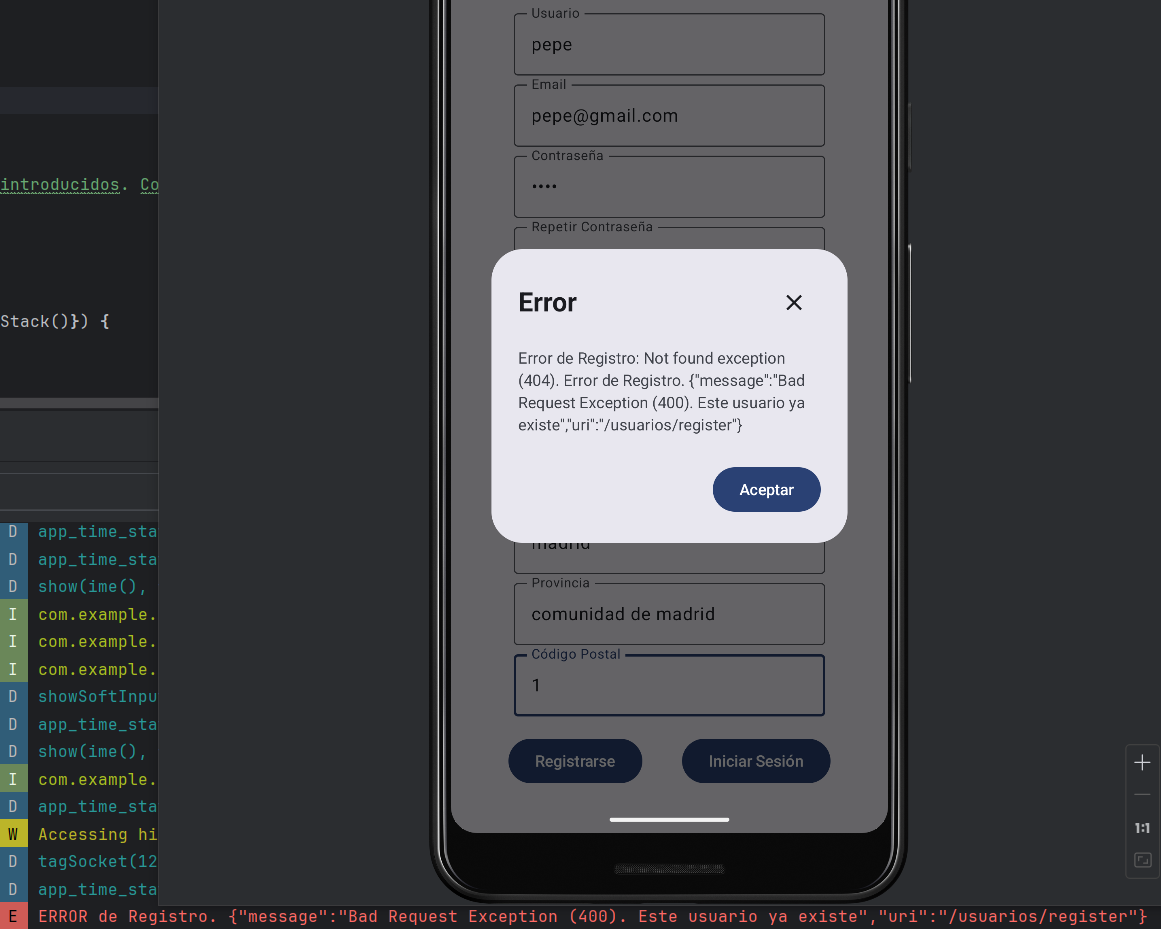 Usuario
pepe
Email
pepe@gmail.com
Contraseña
••••
introducidos. Co
Repetir Contraseña
Error
Stack()}) {
Error de Registro: Not found exception
(404). Error de Registro. {"message":"Bad
Request Exception (400). Este usuario ya
existe","uri":"/usuarios/register"}
Aceptar
madrid
Provincia
comunidad de madrid
Código Postal
1
Registrarse
Iniciar Sesión
1:1
D app_time_sta
D app_time_sta
D show(ime(),
I com.example.
I com.example.
I com.example.
D showSoftInpu
D app_time_sta
D show(ime(),
I com.example.
D app_time_sta
W Accessing hi
D tagSocket(12
D app_time_sta
E ERROR de Registro. {"message":"Bad Request Exception (400). Este usuario ya existe","uri":"/usuarios/register"}